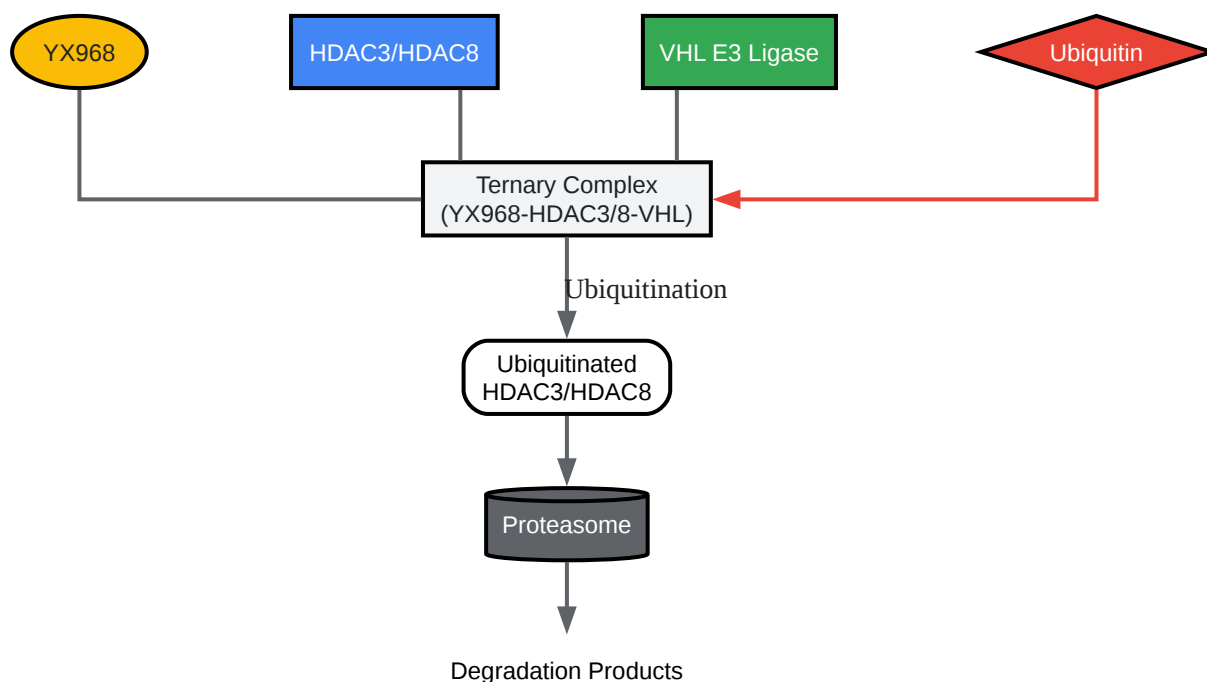 YX968
HDAC3/HDAC8
VHL E3 Ligase
Ubiquitin
Ternary Complex
(YX968-HDAC3/8-VHL)
Ubiquitination
Ubiquitinated
HDAC3/HDAC8
Proteasome
Degradation Products